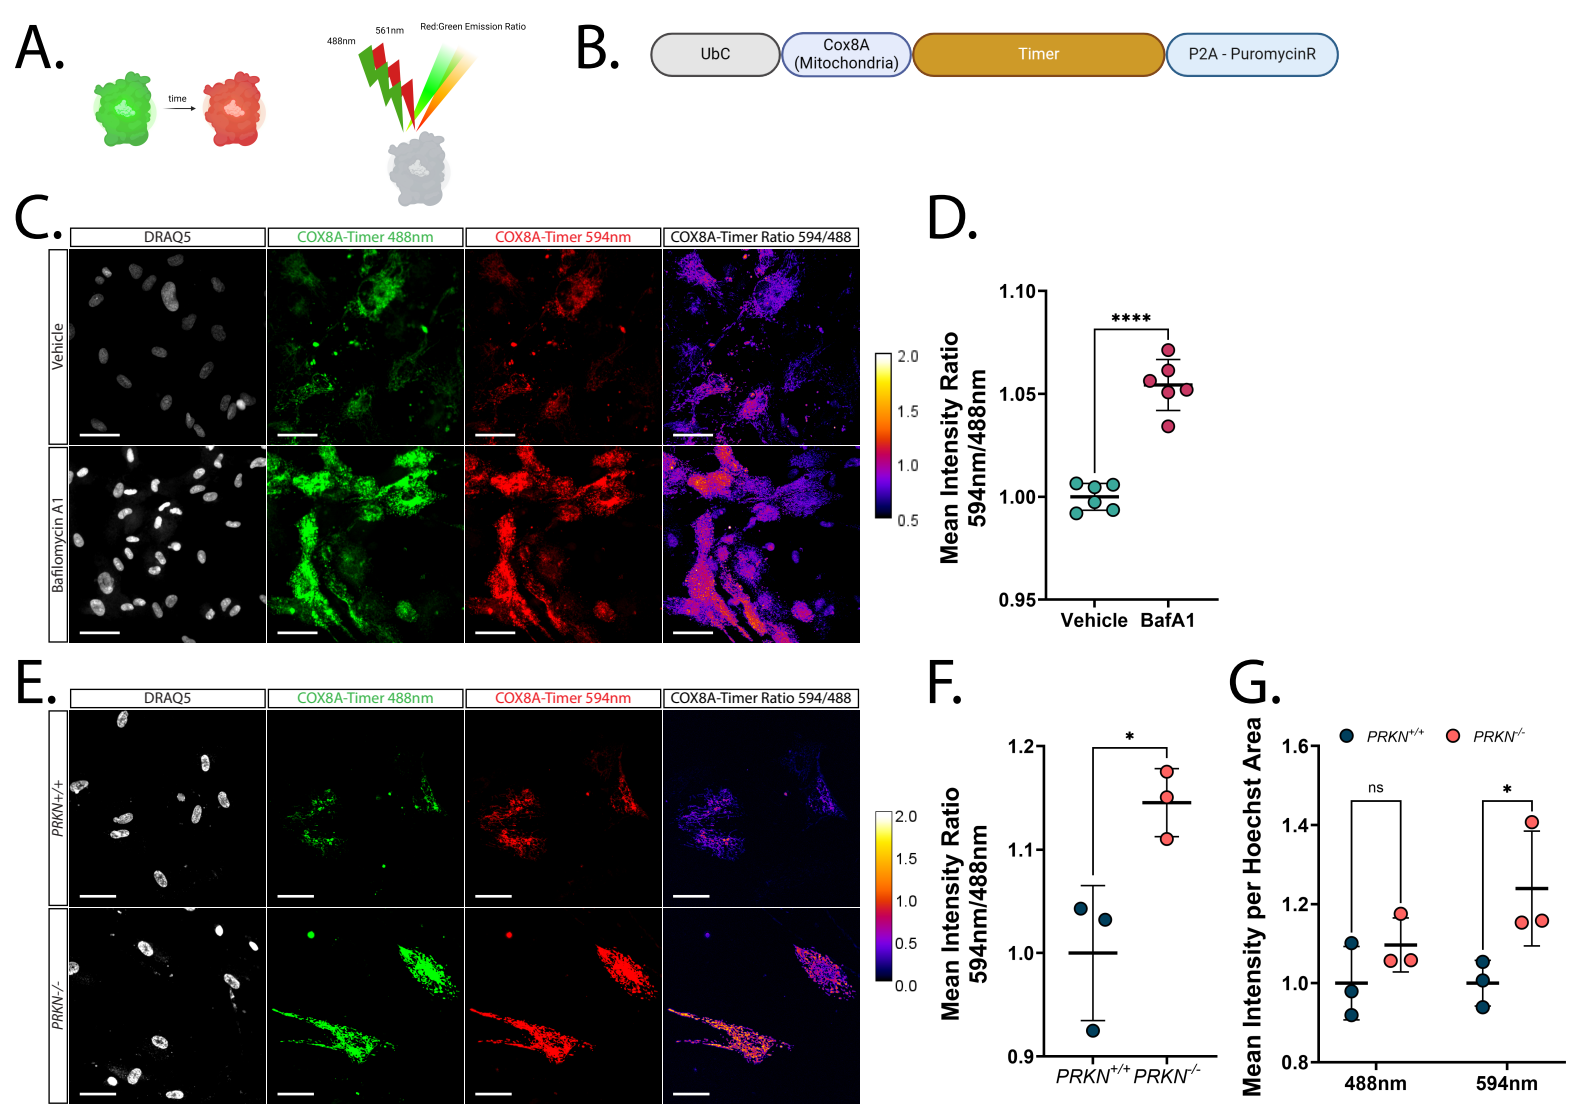 A.
time
488nm
561nm
Red:Green Emission Ratio
B.
UbC
Cox8A
(Mitochondria)
Timer
P2A - PuromycinR
C.
DRAQ5
COX8A-Timer 488nm
COX8A-Timer 594nm
COX8A-Timer Ratio 594/488
Vehicle
Bafilomycin A1
2.0
1.5
1.0
0.5
D.
Mean Intensity Ratio
594nm/488nm
1.10
1.05
1.00
0.95
****
Vehicle
BafA1
E.
DRAQ5
COX8A-Timer 488nm
COX8A-Timer 594nm
COX8A-Timer Ratio 594/488
PRKN+/+
PRKN-/-
2.0
1.5
1.0
0.5
0.0
F.
Mean Intensity Ratio
594nm/488nm
1.2
1.1
1.0
0.9
*
PRKN+/+
PRKN-/-
G.
Mean Intensity per Hoechst Area
PRKN+/+
PRKN-/-
1.6
1.4
1.2
1.0
0.8
ns
*
488nm
594nm